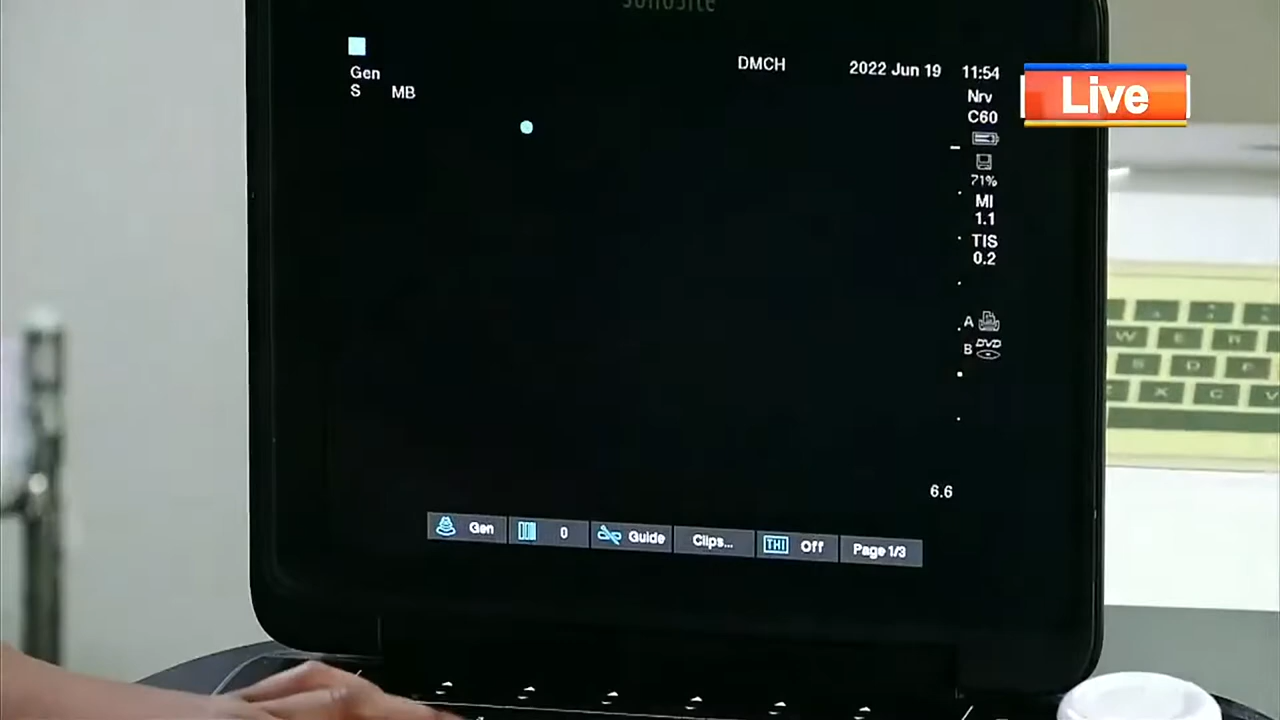 SonoSite
Gen
S MB
DMCH 2022 Jun 19 11:54
Nrv
C60
71%
MI
1.1
TIS
0.2
A
B DVD
6.6
Gen 0 Guide Clips... THI Off Page 1/3
Live
W E R
S D F
X C V